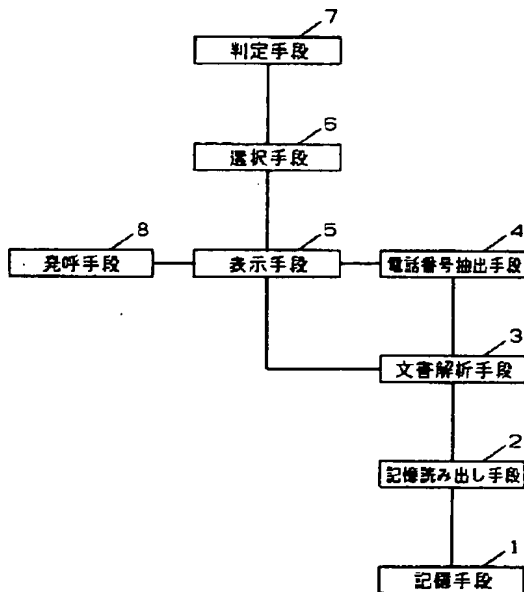 7
判定手段
6
選択手段
8
発呼手段
5
表示手段
4
電話番号抽出手段
3
文書解析手段
2
記憶読み出し手段
1
記憶手段